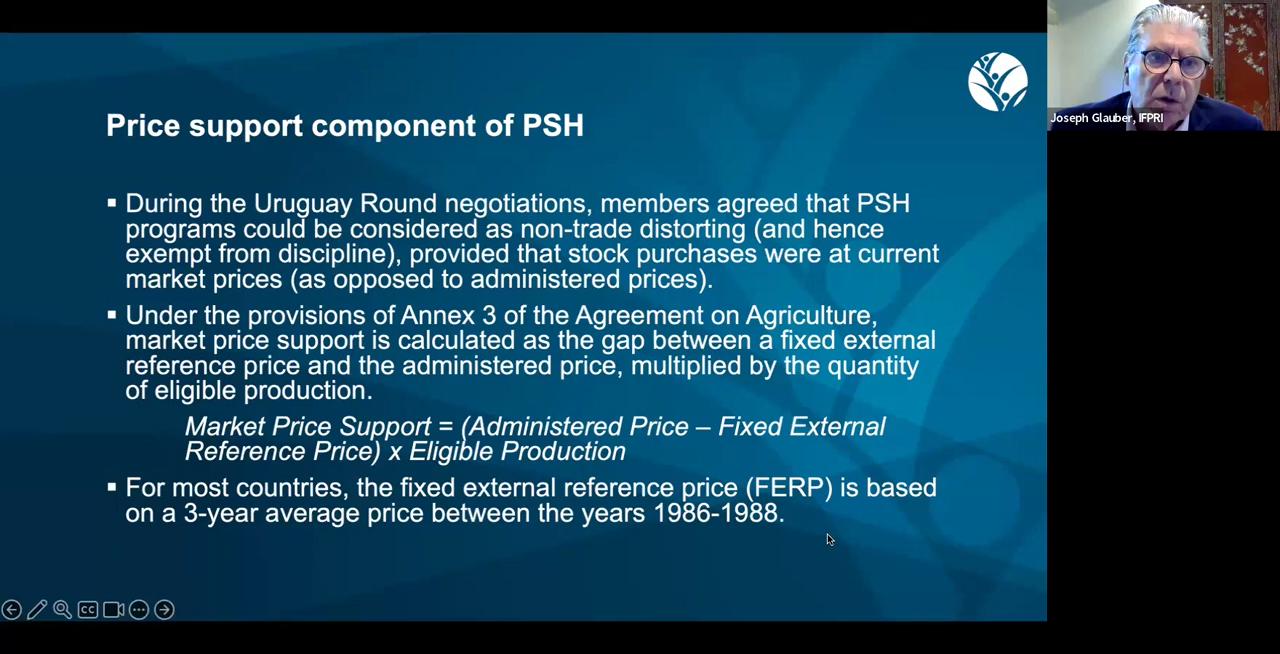 Price support component of PSH
▪ During the Uruguay Round negotiations, members agreed that PSH
programs could be considered as non-trade distorting (and hence
exempt from discipline), provided that stock purchases were at current
market prices (as opposed to administered prices).
▪ Under the provisions of Annex 3 of the Agreement on Agriculture,
market price support is calculated as the gap between a fixed external
reference price and the administered price, multiplied by the quantity
of eligible production.
Market Price Support = (Administered Price – Fixed External
Reference Price) x Eligible Production
▪ For most countries, the fixed external reference price (FERP) is based
on a 3-year average price between the years 1986-1988.
CC
Joseph Glauber, IFPRI